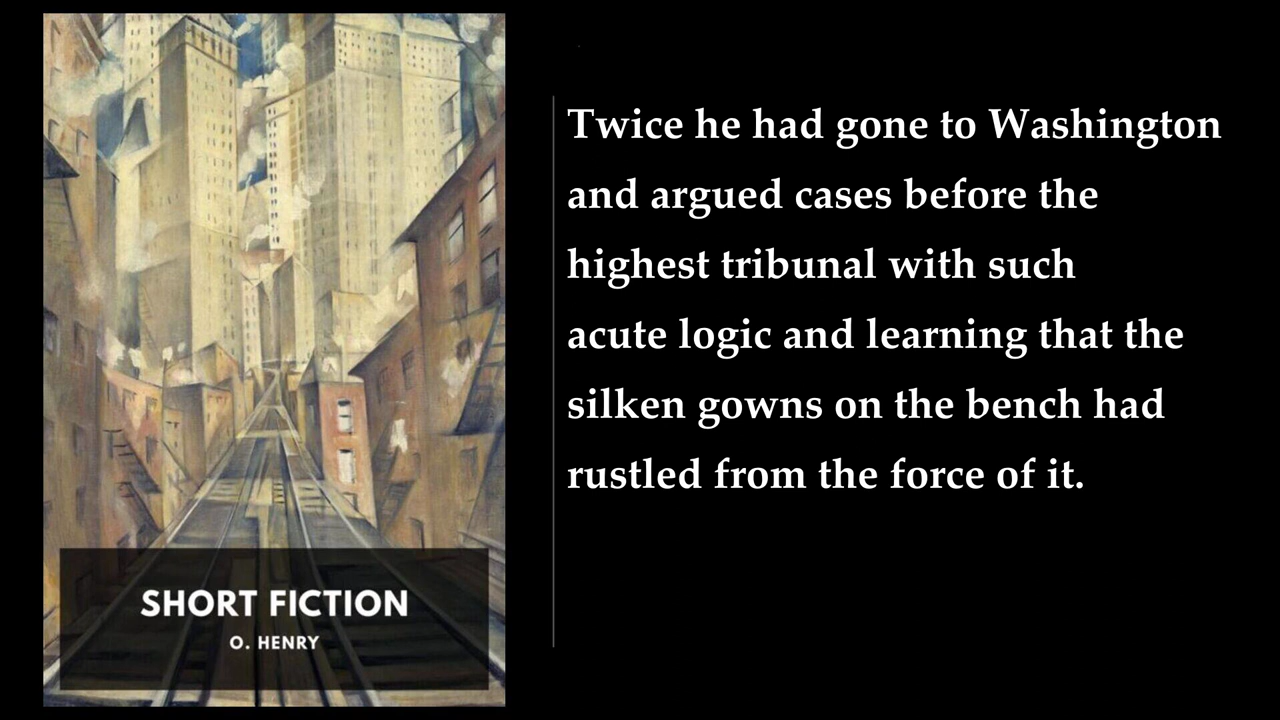 Twice he had gone to Washington
and argued cases before the
highest tribunal with such
acute logic and learning that the
silken gowns on the bench had
rustled from the force of it.
SHORT FICTION
O. HENRY